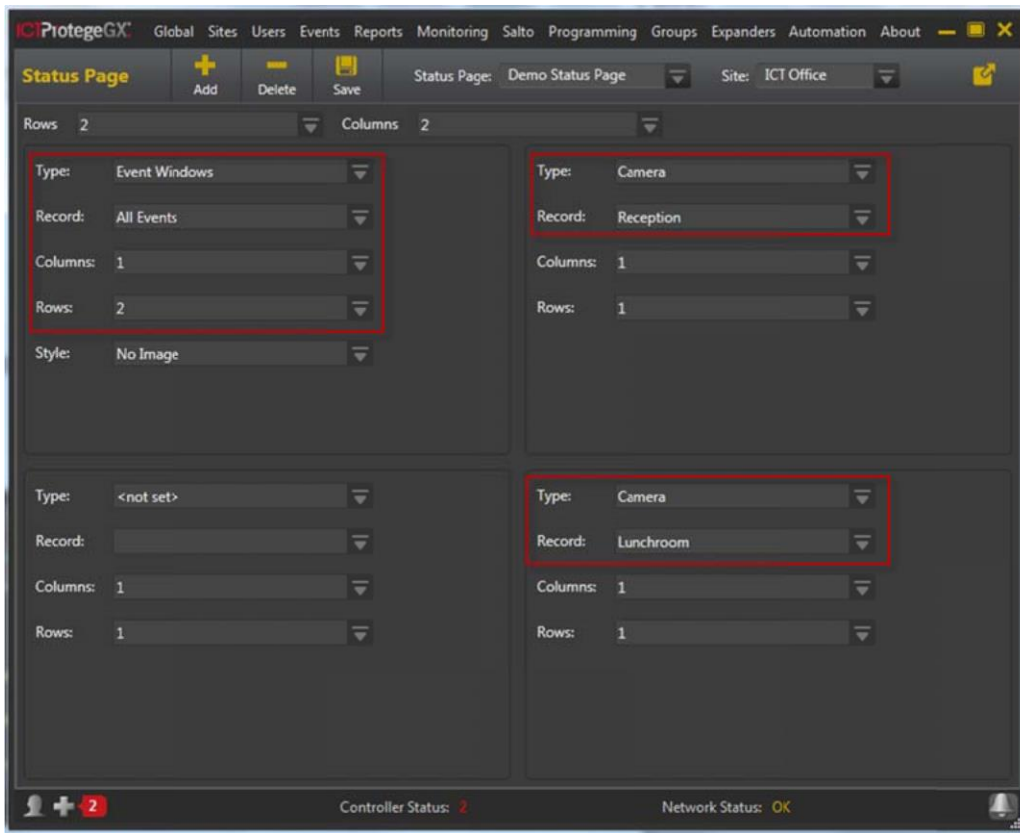 ICT ProtegeGX Global Sites Users Events Reports Monitoring Salto Programming Groups Expanders Automation About
Status Page Add Delete Save Status Page: Demo Status Page Site: ICT Office
Rows 2 Columns 2
Type: Event Windows
Record: All Events
Columns: 1
Rows: 2
Style: No Image
Type: Camera
Record: Reception
Columns: 1
Rows: 1
Type: <not set>
Record:
Columns: 1
Rows: 1
Type: Camera
Record: Lunchroom
Columns: 1
Rows: 1
2 Controller Status: 2 Network Status: OK